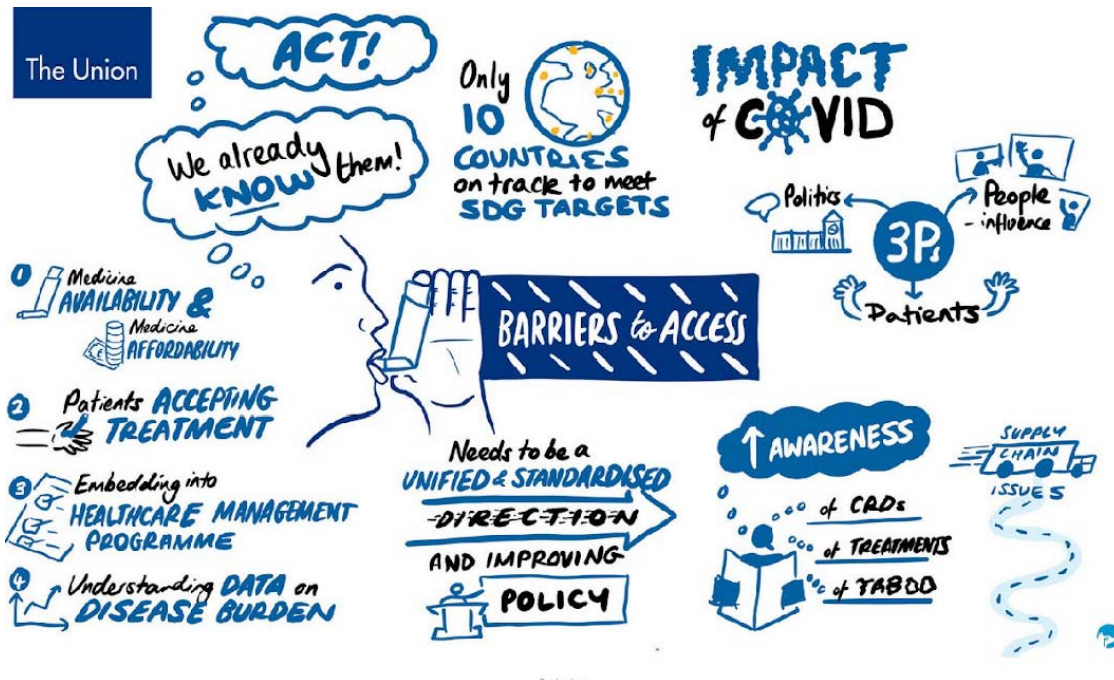 The Union
ACT!
We already
KNOW them!
Only
10
COUNTRIES
on track to meet
SDG TARGETS
IMPACT
of COVID
3Ps
Politics
People
- influence
Patients
BARRIERS to ACCESS
1 Medicine
AVAILABILITY &
Medicine
AFFORDABILITY
2 Patients ACCEPTING
TREATMENT
3 Embedding into
HEALTHCARE MANAGEMENT
PROGRAMME
4 Understanding DATA on
DISEASE BURDEN
Needs to be a
UNIFIED & STANDARDISED
DIRECTION
AND IMPROVING
POLICY
↑ AWARENESS
of CRDs
of TREATMENTS
of TABOO
SUPPLY
CHAIN
ISSUES